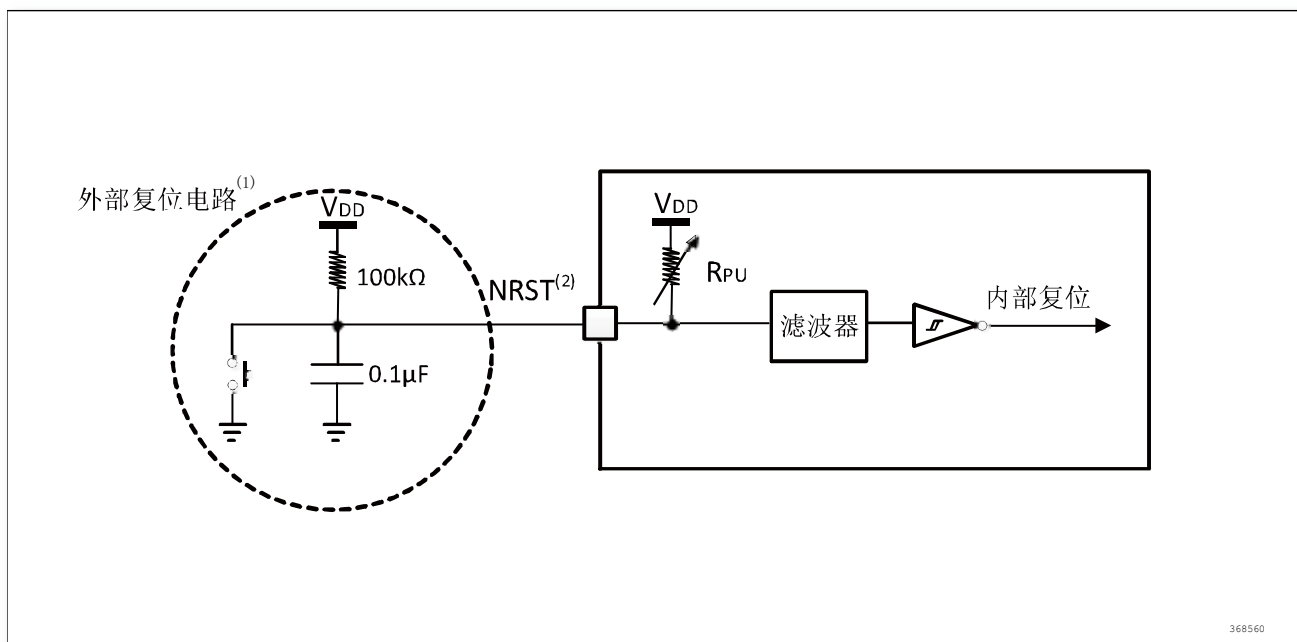 外部复位电路(1)
VDD
100kΩ
0.1μF
NRST(2)
VDD
RPU
滤波器
内部复位
368560